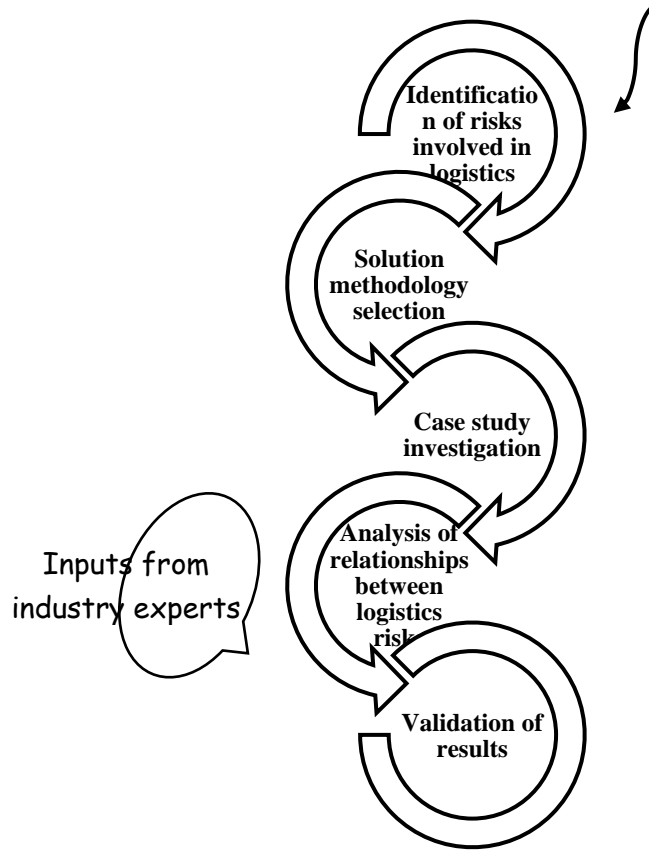 Identificatio
n of risks
involved in
logistics
Solution
methodology
selection
Case study
investigation
Analysis of
relationships
between
logistics
risk
Inputs from
industry experts
Validation of
results